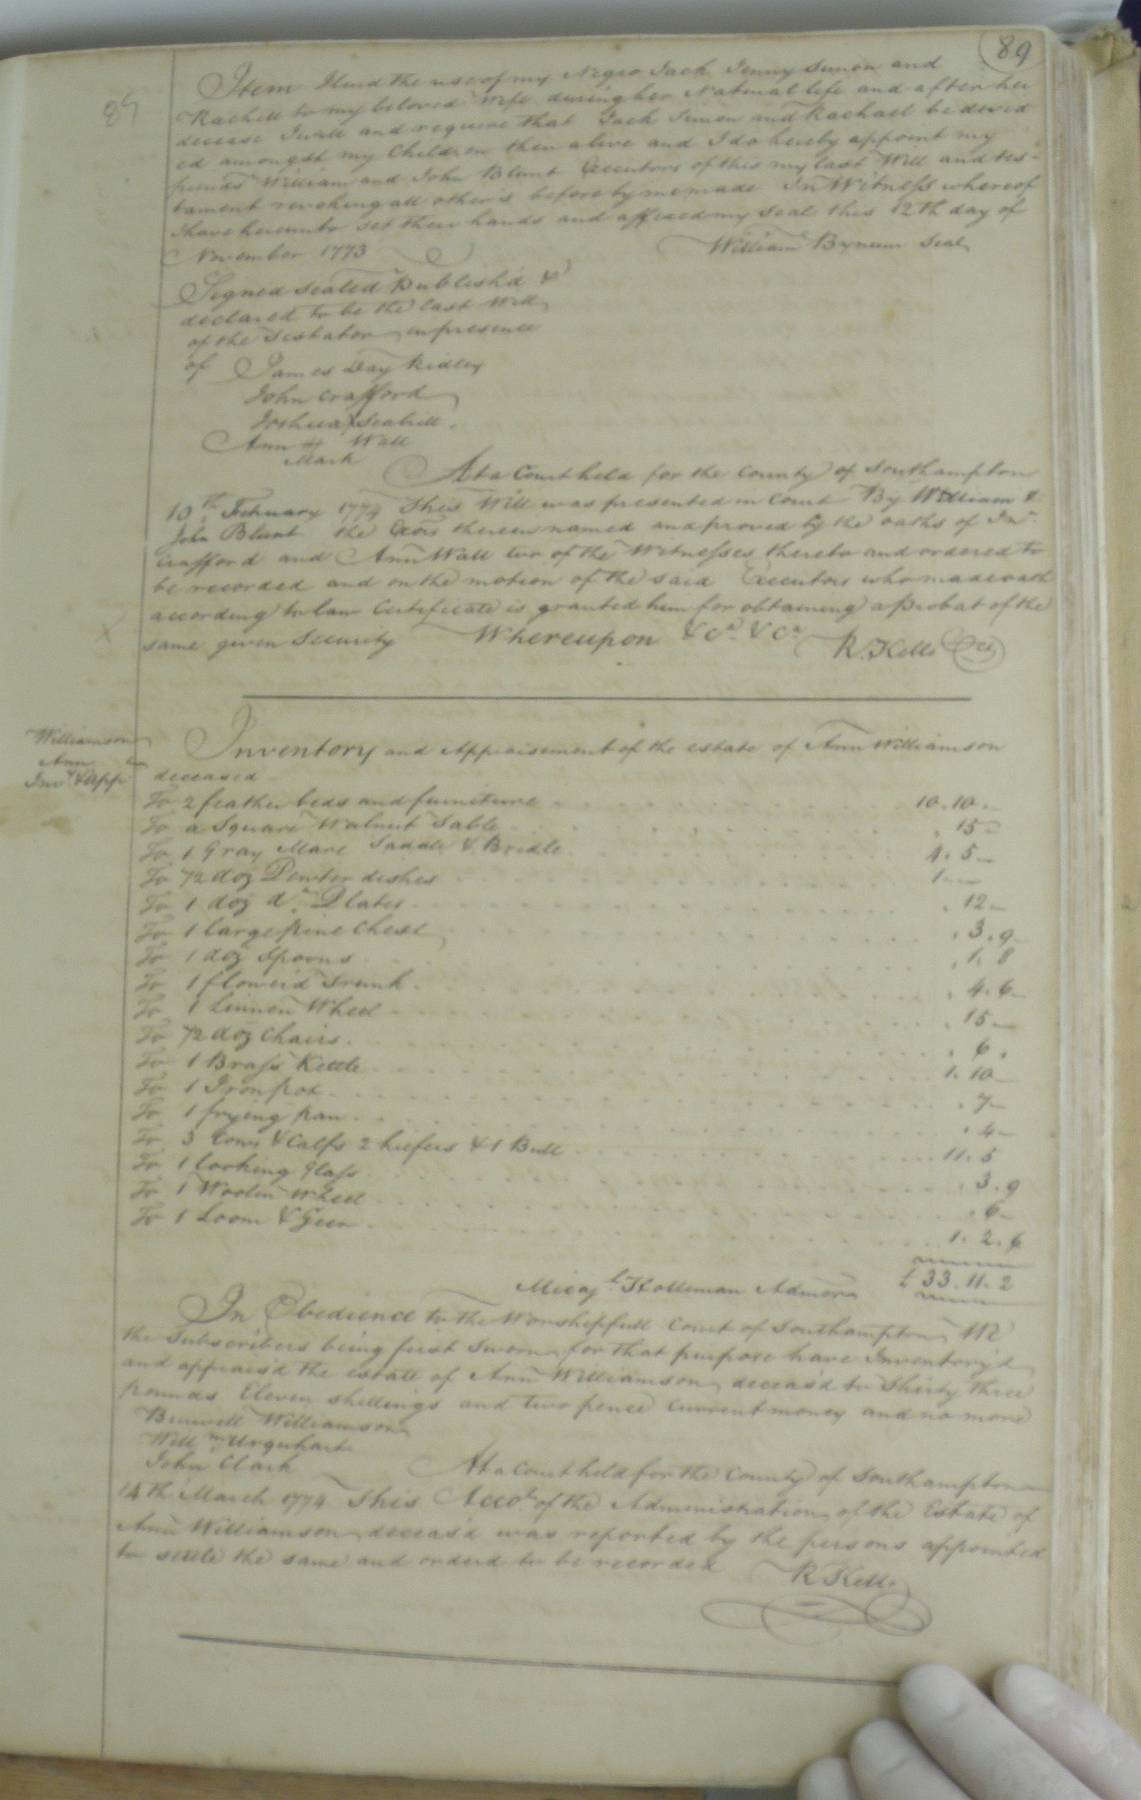 89
89
Item I lend the use of my Negro Jack Jenny Simon and
Rachell to my beloved Wife during her Natural life and after her
decease I will and require that Jack Simon and Rachael be devid
ed amongst my Children then alive and I do hereby appoint my
friends William and John Blunt Executors of this my last Will and tes-
tament revoking all other's before by me made In Witness whereof
I have hereunto set their hands and affixed my Seal this 12th day of
November 1773 William Bynum Seal
Signed Sealed Publish'd &
declared to be the last Will
of the Testator in presence
of James Day Ridley
John Crafford
Joshua
Ann # Wall
Mark
At a Court held for the County of Southampton
10th February 1774 This Will was presented in Court By William &
John Blunt the Exors therein named and proved by the oaths of Jno
Crafford and Ann Wall two of the Witnesses thereto and ordered to
be recorded and on the motion of the said Executors who made oath
according to law Certificate is granted him for obtaining a Probat of the
same given Security Whereupon &ca &ca R. Kello
Williamson
Ann
Invy & App
Inventory and Appraisement of the estate of Ann Williamson
deceased
To 2 feather beds and furniture 10.10.-
To a Square Walnut Table 15-
To 1 Gray Mare Saddle & Bridle 4.5-
To 1/2 doz Pewter dishes 1.-
To 1 doz do Plates 12-
To 1 large pine Chest 3.9-
To 1 doz Spoons 1.8
To 1 flower'd Trunk 4.6-
To 1 Linnen Wheel 15-
To 1/2 doz Chairs 6.
To 1 Brass Kettle 1.10-
To 1 Iron pot 7-
To 1 frying pan 4-
To 3 Cows & Calfs 2 hiefers & 1 Bull 11.5
To 1 looking glass 3.9
To 1 Woolin wheel 6-
To 1 Loom & Geer 1.2.6
Micajh Holleman Admor £33.11.2
In Obedience to the Worshipfull Court of Southampton We
the Subscribers being first Sworn for that purpose have Inventory'd
and apprais'd the estate of Ann Williamson deceas'd to Thirty three
pounds Eleven shillings and two pence Current money and no more
Burwell Williamson
Willm Urquhart
John Clark At a Court held for the County of Southampton
14th March 1774 This Accot of the Administration of the Estate of
Ann Williamson deceas'd was reported by the persons appointed
to settle the same and orderd to be recorded R Kello